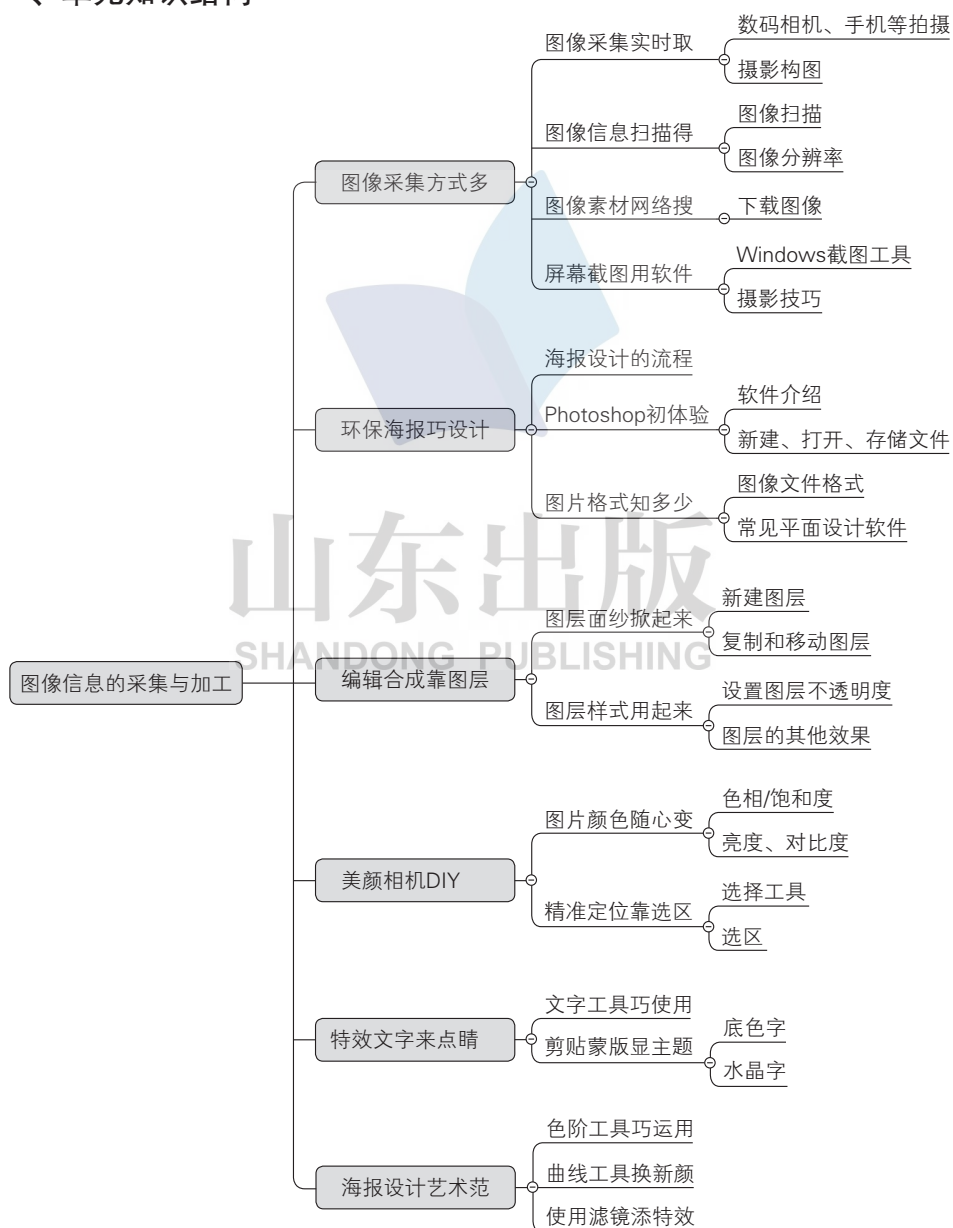 、单元知识结构
数码相机、手机等拍摄
图像采集实时取
摄影构图
图像扫描
图像信息扫描得
图像分辨率
图像采集方式多
图像素材网络搜
下载图像
Windows截图工具
屏幕截图用软件
摄影技巧
海报设计的流程
软件介绍
环保海报巧设计
Photoshop初体验
新建、打开、存储文件
图像文件格式
图片格式知多少
常见平面设计软件
山东出版
SHANDONG PUBLISHING
新建图层
图层面纱掀起来
复制和移动图层
图像信息的采集与加工
编辑合成靠图层
设置图层不透明度
图层样式用起来
图层的其他效果
色相/饱和度
图片颜色随心变
亮度、对比度
美颜相机DIY
选择工具
精准定位靠选区
选区
文字工具巧使用
特效文字来点睛
底色字
剪贴蒙版显主题
水晶字
色阶工具巧运用
海报设计艺术范
曲线工具换新颜
使用滤镜添特效